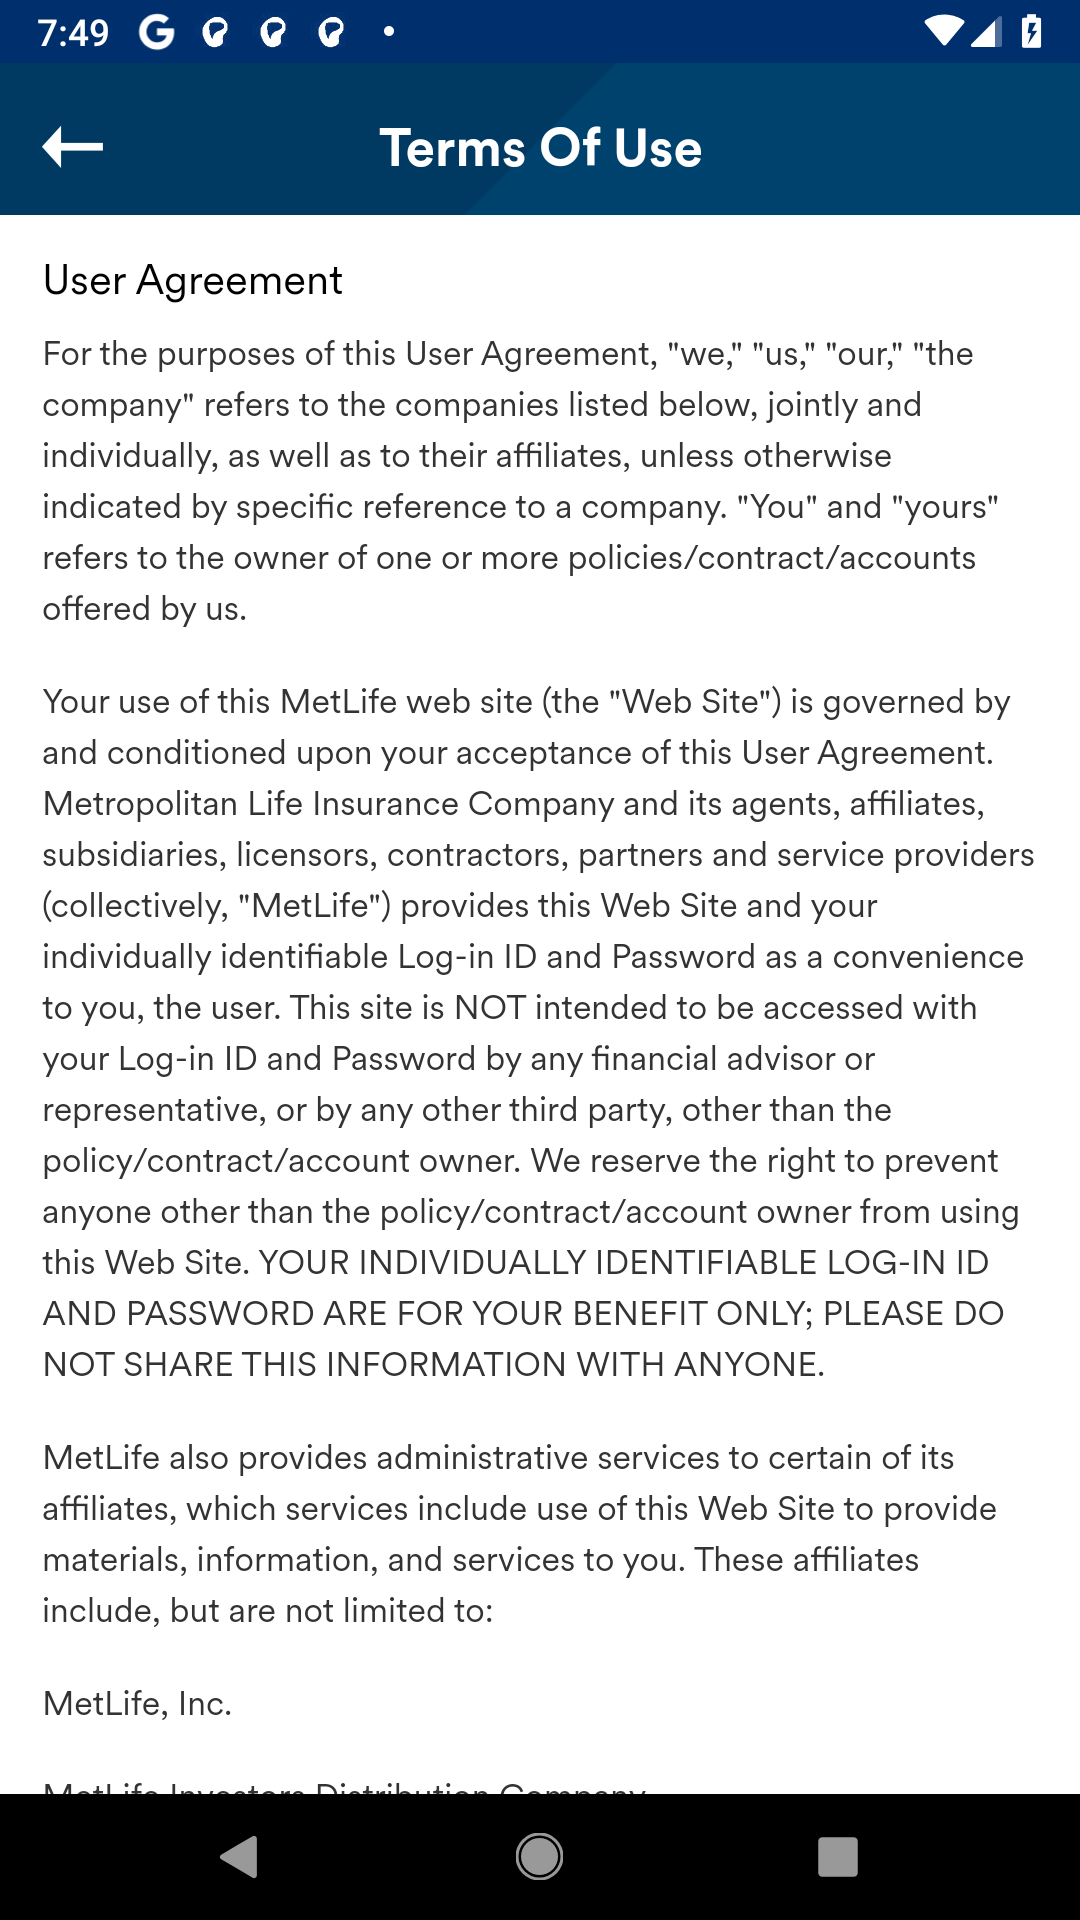 7:49
Terms Of Use
User Agreement
For the purposes of this User Agreement, "we," "us," "our," "the
company" refers to the companies listed below, jointly and
individually, as well as to their affiliates, unless otherwise
indicated by specific reference to a company. "You" and "yours"
refers to the owner of one or more policies/contract/accounts
offered by us.
Your use of this MetLife web site (the "Web Site") is governed by
and conditioned upon your acceptance of this User Agreement.
Metropolitan Life Insurance Company and its agents, affiliates,
subsidiaries, licensors, contractors, partners and service providers
(collectively, "MetLife") provides this Web Site and your
individually identifiable Log-in ID and Password as a convenience
to you, the user. This site is NOT intended to be accessed with
your Log-in ID and Password by any financial advisor or
representative, or by any other third party, other than the
policy/contract/account owner. We reserve the right to prevent
anyone other than the policy/contract/account owner from using
this Web Site. YOUR INDIVIDUALLY IDENTIFIABLE LOG-IN ID
AND PASSWORD ARE FOR YOUR BENEFIT ONLY; PLEASE DO
NOT SHARE THIS INFORMATION WITH ANYONE.
MetLife also provides administrative services to certain of its
affiliates, which services include use of this Web Site to provide
materials, information, and services to you. These affiliates
include, but are not limited to:
MetLife, Inc.
MetLife Investors Distribution Company